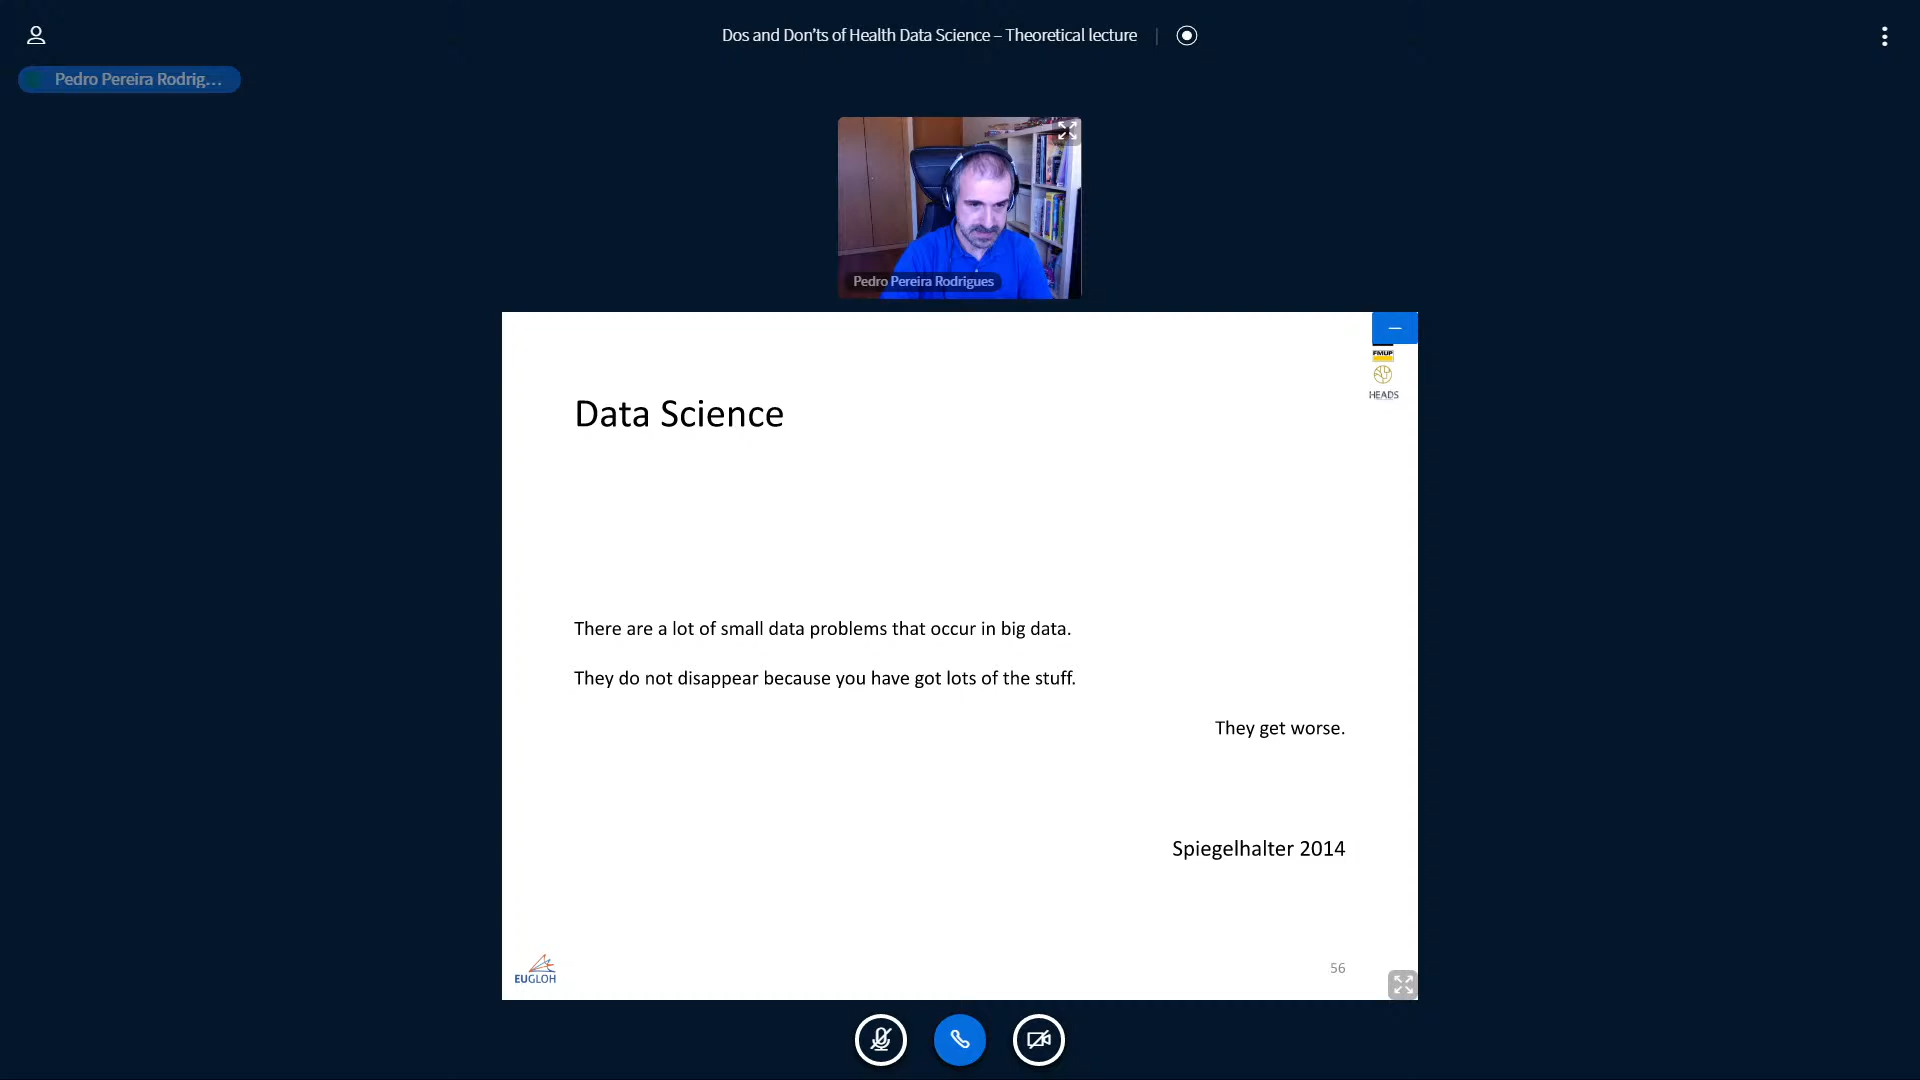 Dos and Don'ts of Health Data Science – Theoretical lecture
Pedro Pereira Rodrig…
Pedro Pereira Rodrigues
FMUP
HEADS
Data Science
There are a lot of small data problems that occur in big data.
They do not disappear because you have got lots of the stuff.
They get worse.
Spiegelhalter 2014
EUGLOH
56